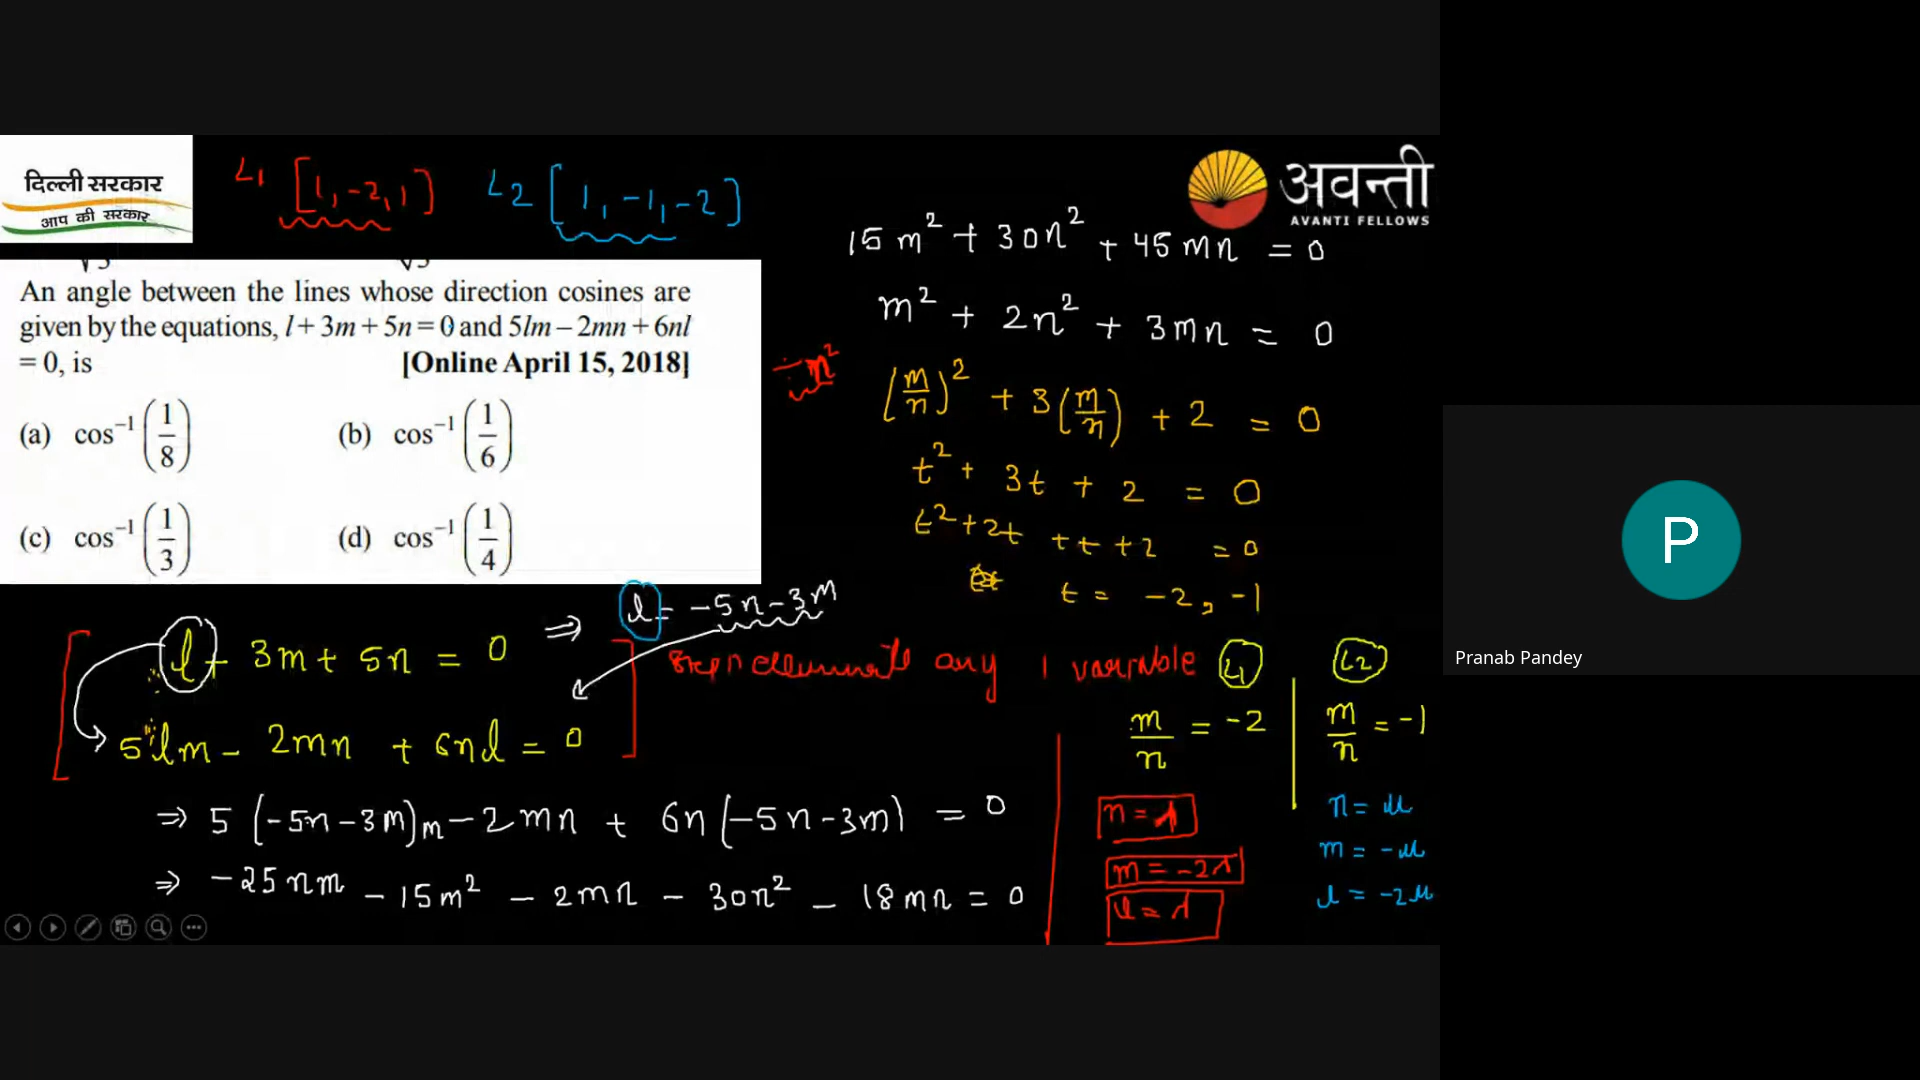 दिल्ली सरकार
आप की सरकार
L1 [1, -2, 1] L2 [1, -1, -2]
अवन्ती
AVANTI FELLOWS
An angle between the lines whose direction cosines are
given by the equations, l + 3m + 5n = 0 and 5lm – 2mn + 6nl
= 0, is [Online April 15, 2018]
(a) cos⁻¹(1/8) (b) cos⁻¹(1/6)
(c) cos⁻¹(1/3) (d) cos⁻¹(1/4)
l + 3m + 5n = 0 ⇒ l = -5n-3m
5lm - 2mn + 6nl = 0
⇒ 5(-5n-3m)m - 2mn + 6n(-5n-3m) = 0
⇒ -25nm - 15m² - 2mn - 30n² - 18mn = 0
15m² + 30n² + 45mn = 0
m² + 2n² + 3mn = 0
÷n²
(m/n)² + 3(m/n) + 2 = 0
t² + 3t + 2 = 0
t² + 2t + t + 2 = 0
t = -2, -1
any 1 variable
L1 L2
m/n = -2 m/n = -1
n = λ
m = -2λ
l = λ
n = μ
m = -μ
l = -2μ
P
Pranab Pandey